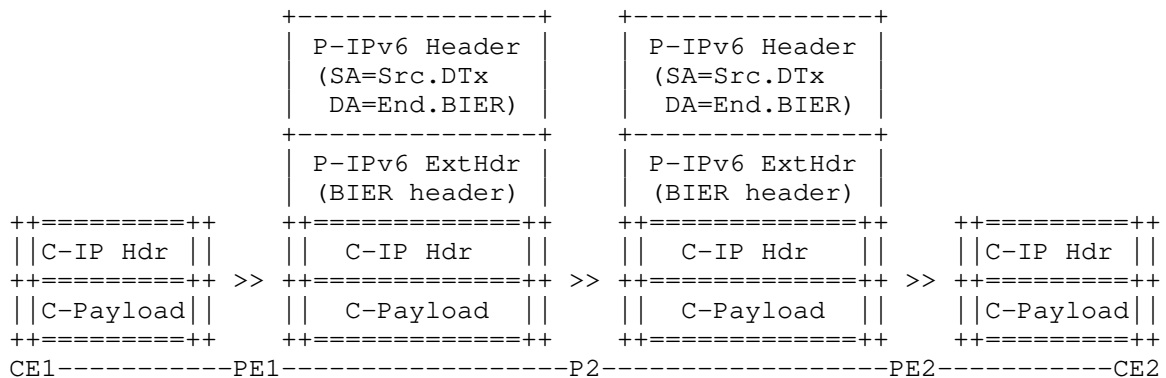 +---------------+     +---------------+
                       | P-IPv6 Header |     | P-IPv6 Header |
                       | (SA=Src.DTx   |     | (SA=Src.DTx   |
                       |  DA=End.BIER) |     |  DA=End.BIER) |
                       +---------------+     +---------------+
                       | P-IPv6 ExtHdr |     | P-IPv6 ExtHdr |
                       | (BIER header) |     | (BIER header) |
++=========++    ++=============++    ++=============++    ++=========++
||C-IP Hdr ||    ||  C-IP Hdr   ||    ||  C-IP Hdr   ||    ||C-IP Hdr ||
++=========++ >> ++=============++ >> ++=============++ >> ++=========++
||C-Payload||    ||  C-Payload  ||    ||  C-Payload  ||    ||C-Payload||
++=========++    ++=============++    ++=============++    ++=========++
CE1-----------PE1------------------P2------------------PE2-----------CE2